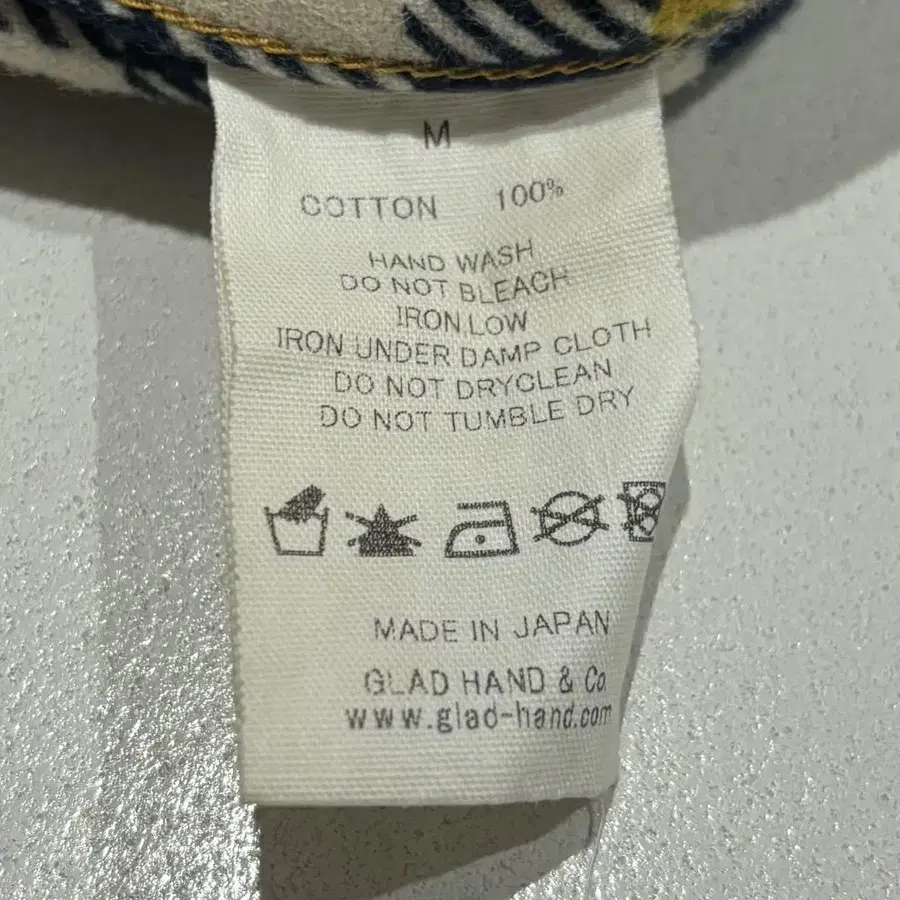 M
COTTON 100%
HAND WASH
DO NOT BLEACH
IRON LOW
IRON UNDER DAMP CLOTH
DO NOT DRYCLEAN
DO NOT TUMBLE DRY
MADE IN JAPAN
GLAD HAND & Co.
www.glad-hand.com